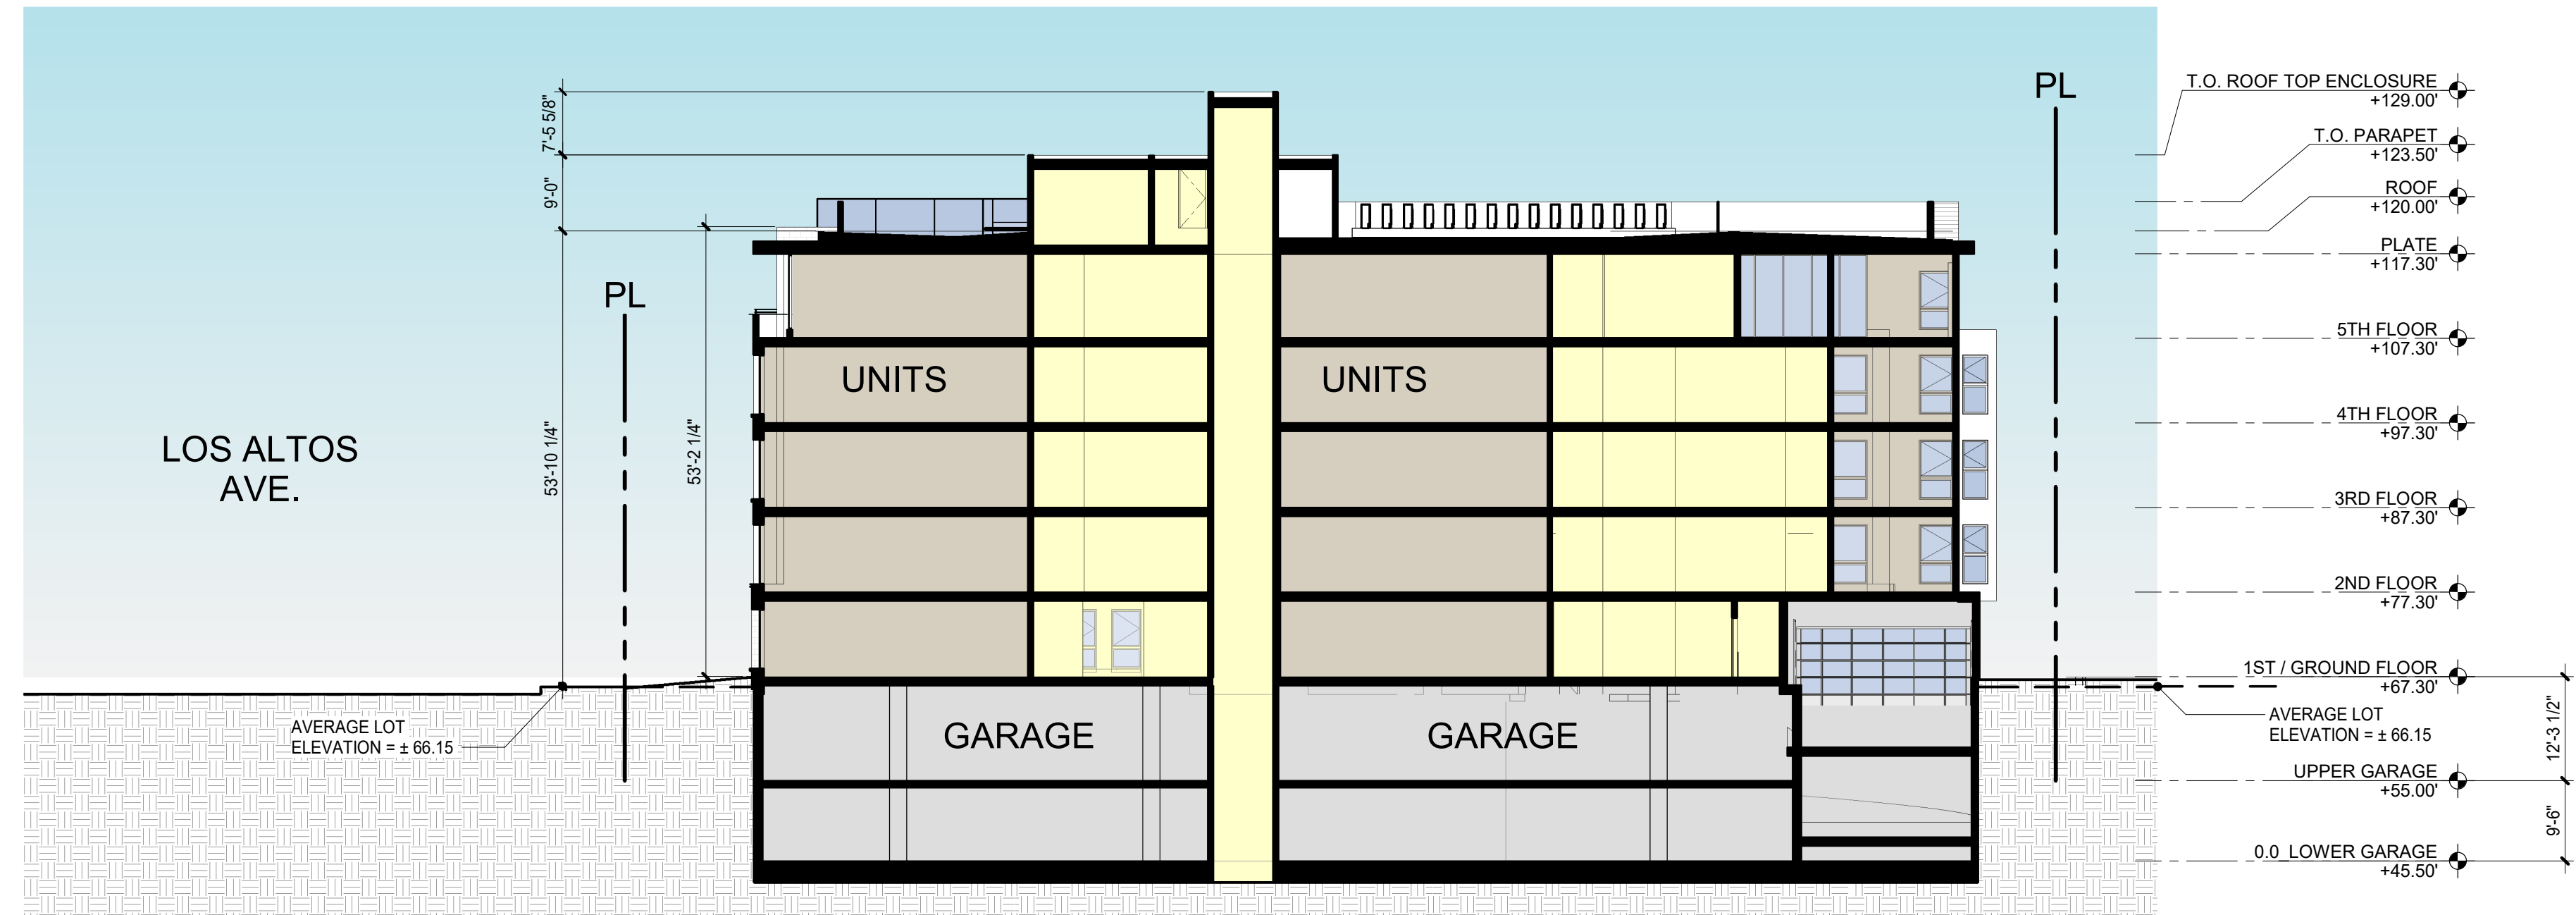 PL
T.O. ROOF TOP ENCLOSURE
+129.00'
T.O. PARAPET
+123.50'
ROOF
+120.00'
PLATE
+117.30'
5TH FLOOR
+107.30'
4TH FLOOR
+97.30'
3RD FLOOR
+87.30'
2ND FLOOR
+77.30'
1ST / GROUND FLOOR
+67.30'
AVERAGE LOT
ELEVATION = ± 66.15
UPPER GARAGE
+55.00'
0.0 LOWER GARAGE
+45.50'
12'-3 1/2"
9'-6"
7'-5 5/8"
9'-0"
53'-10 1/4"
53'-2 1/4"
PL
LOS ALTOS
AVE.
UNITS
UNITS
AVERAGE LOT
ELEVATION = ± 66.15
GARAGE
GARAGE